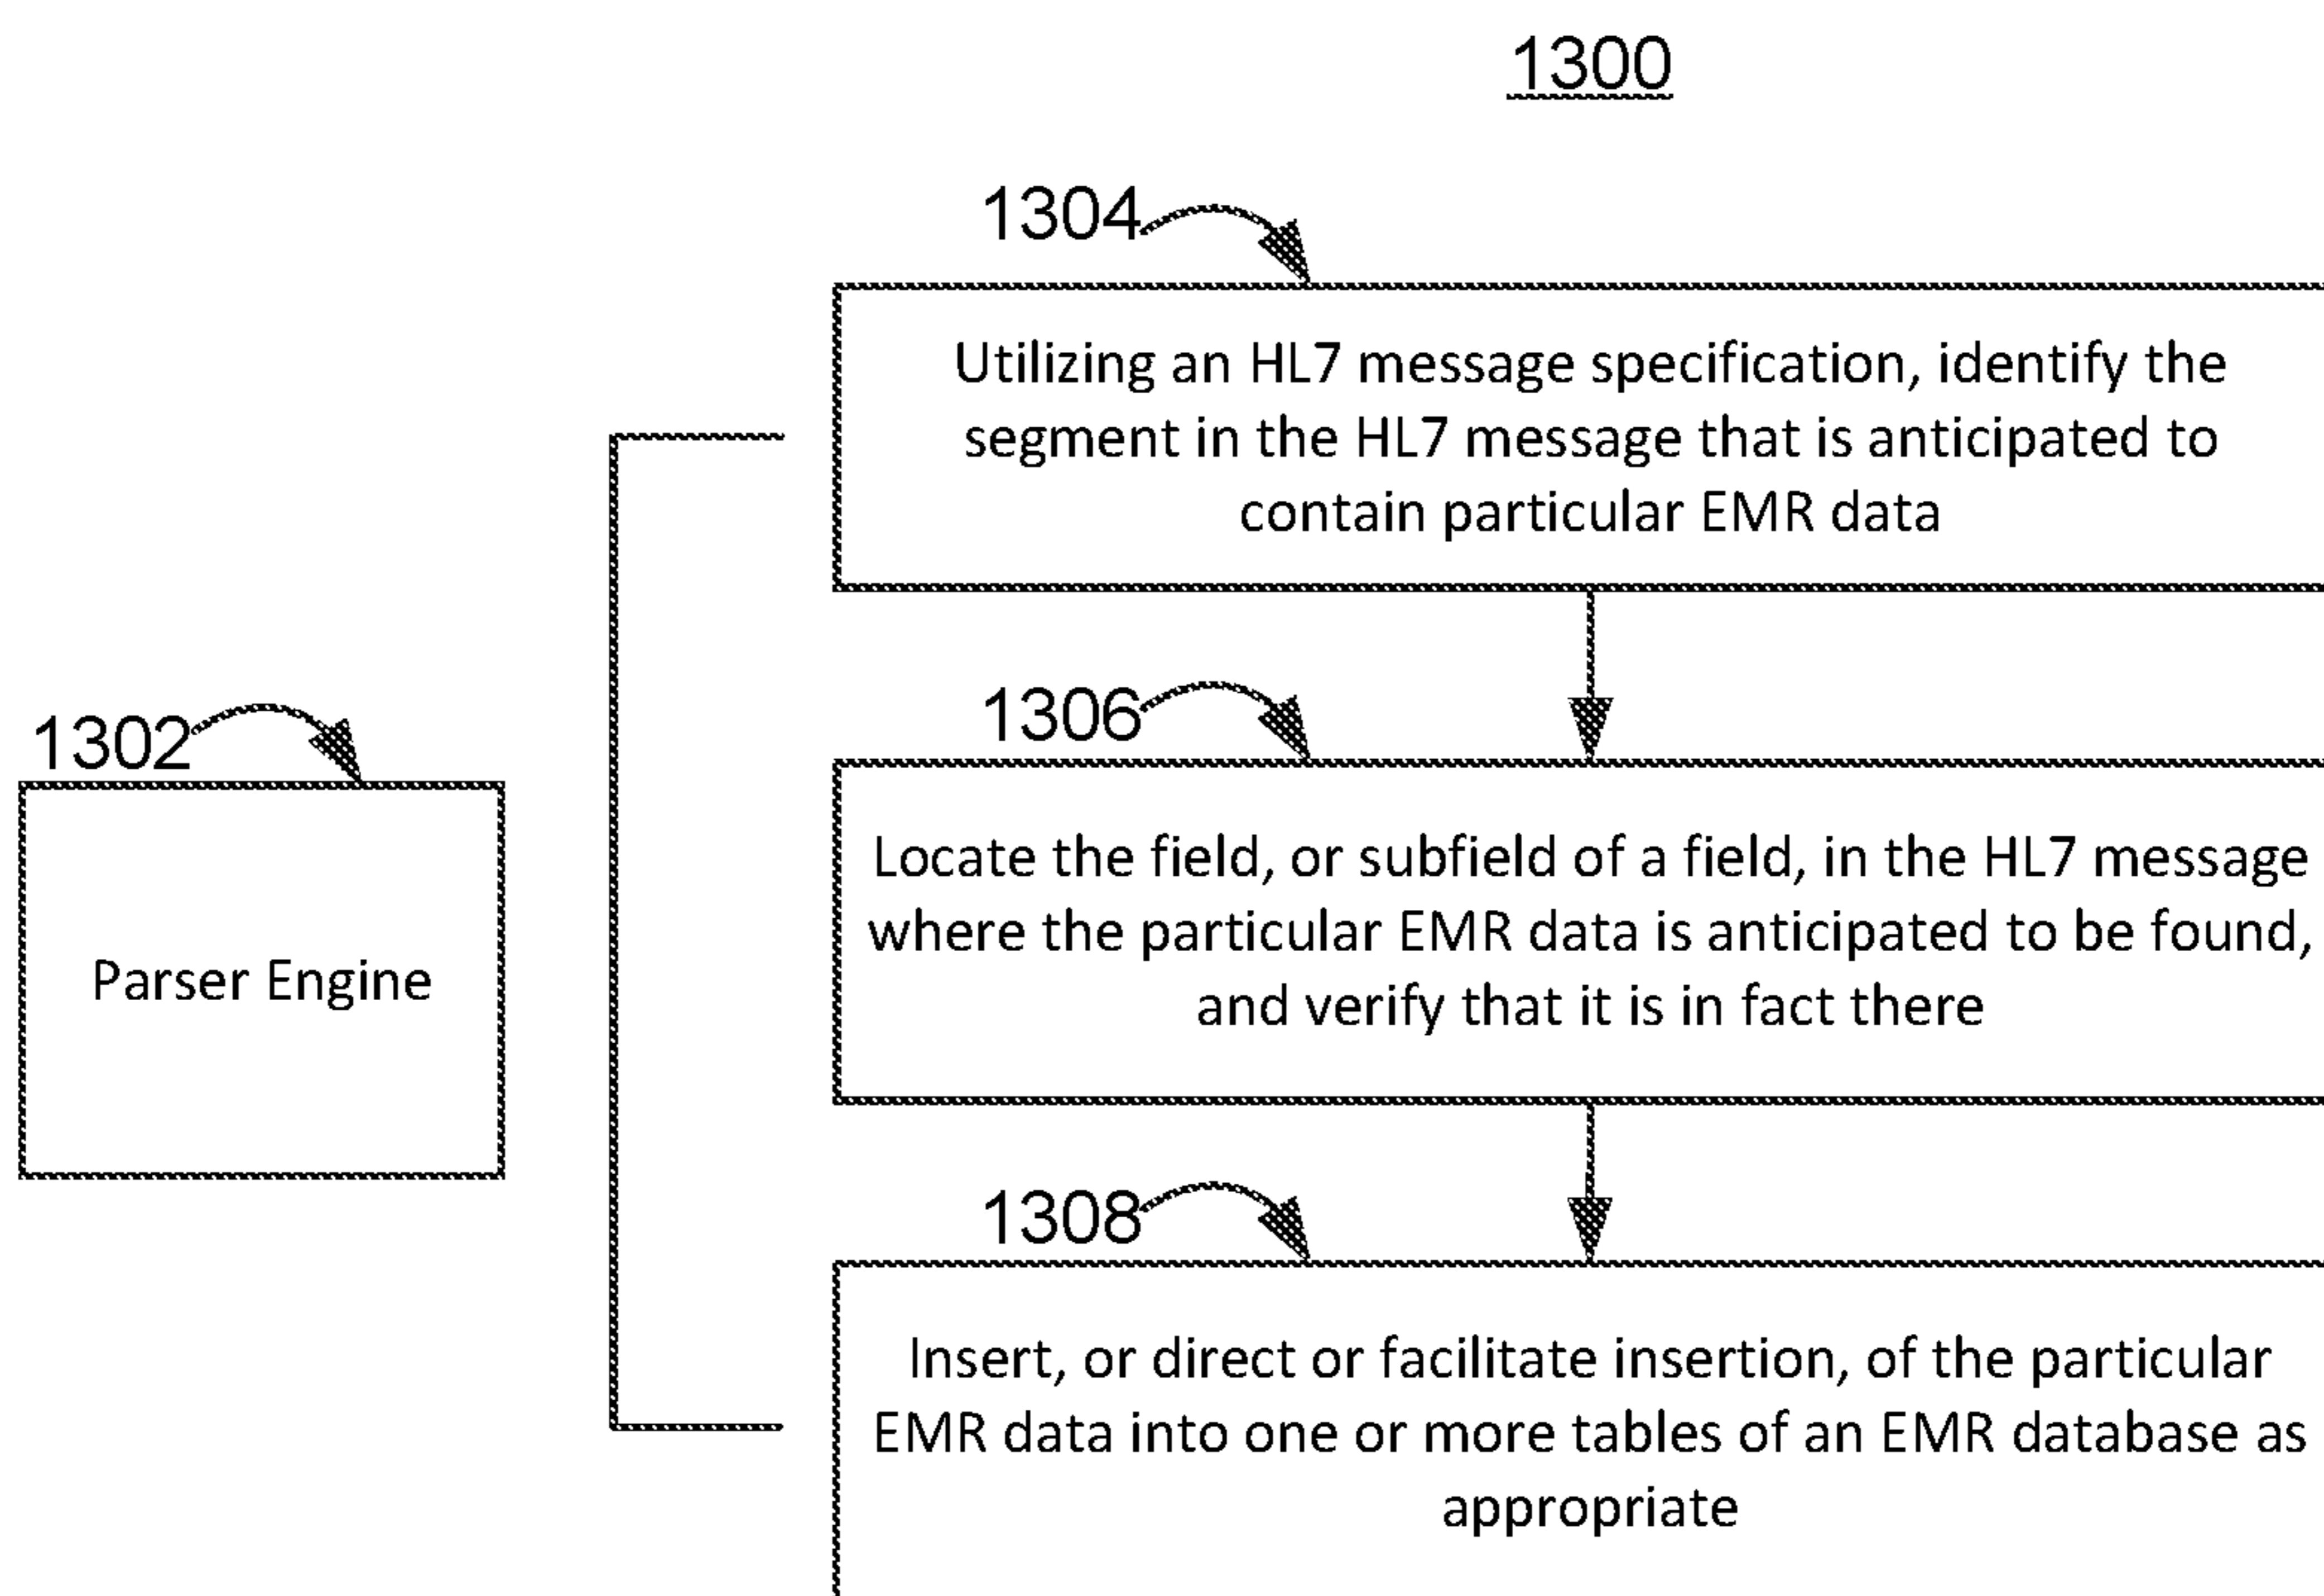 1300
1304
Utilizing an HL7 message specification, identify the
segment in the HL7 message that is anticipated to
contain particular EMR data
1306
Locate the field, or subfield of a field, in the HL7 message
where the particular EMR data is anticipated to be found,
and verify that it is in fact there
1302
Parser Engine
1308
Insert, or direct or facilitate insertion, of the particular
EMR data into one or more tables of an EMR database as
appropriate